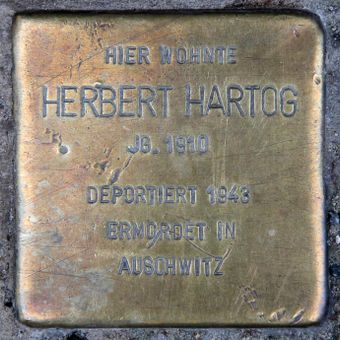 HIER WOHNTE
HERBERT HARTOG
JG. 1910
DEPORTIERT 1943
ERMORDET IN
AUSCHWITZ